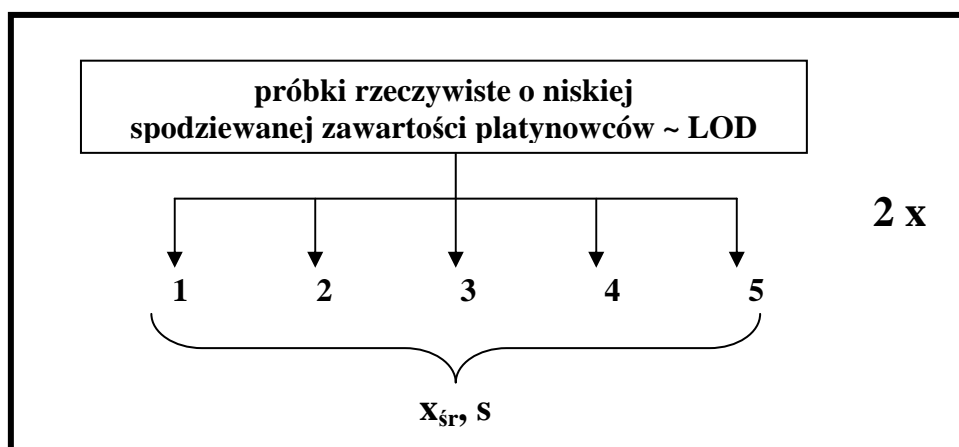 próbki rzeczywiste o niskiej
spodziewanej zawartości platynowców ~ LOD
2 x
1 2 3 4 5
xśr, s